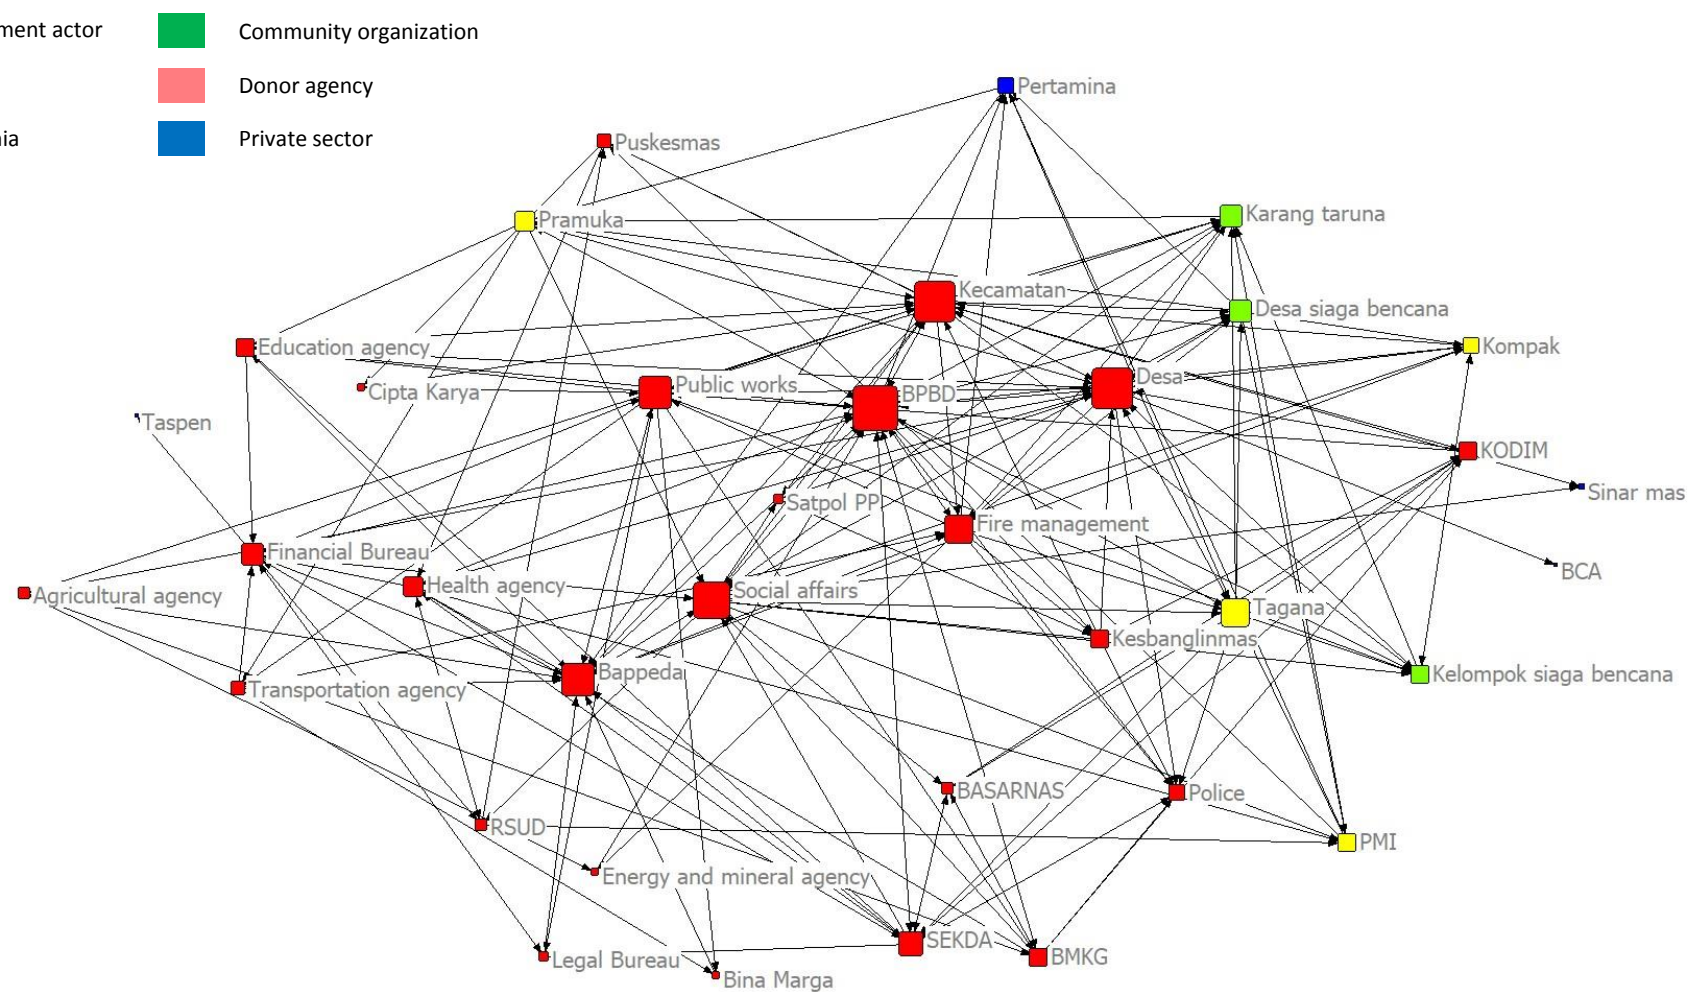 ment actor
Community organization
Donor agency
nia
Private sector
Pertamina
Puskesmas
Pramuka
Karang taruna
Kecamatan
Desa siaga bencana
Education agency
Kompak
Cipta Karya
Public works
BPBD
Desa
Taspen
KODIM
Satpol PP
Sinar mas
Fire management
Financial Bureau
BCA
Health agency
Agricultural agency
Social affairs
Tagana
Kesbanglinmas
Bappeda
Kelompok siaga bencana
Transportation agency
BASARNAS
Police
RSUD
PMI
Energy and mineral agency
SEKDA
BMKG
Legal Bureau
Bina Marga